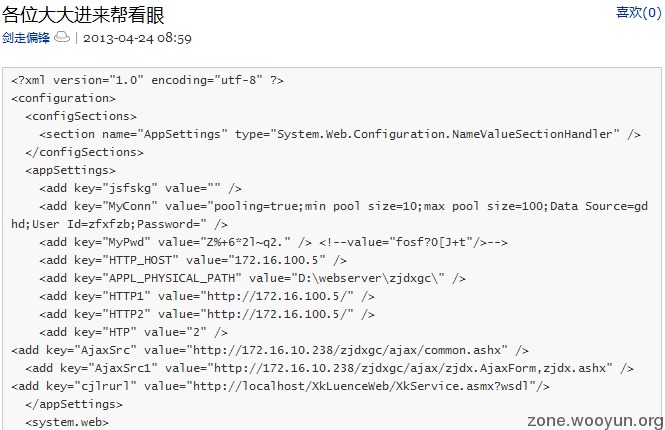 各位大大进来帮看眼
喜欢(0)
剑走偏锋 | 2013-04-24 08:59
<?xml version="1.0" encoding="utf-8" ?>
<configuration>
<configSections>
<section name="AppSettings" type="System.Web.Configuration.NameValueSectionHandler" />
</configSections>
<appSettings>
<add key="jsfskg" value="" />
<add key="MyConn" value="pooling=true;min pool size=10;max pool size=100;Data Source=gd
hd;User Id=zfxfzb;Password=" />
<add key="MyPwd" value="Z%+6*2l~q2." /> <!--value="fosf?0[J+t"/>-->
<add key="HTTP_HOST" value="172.16.100.5" />
<add key="APPL_PHYSICAL_PATH" value="D:\webserver\zjdxgc\" />
<add key="HTTP1" value="http://172.16.100.5/" />
<add key="HTTP2" value="http://172.16.100.5/" />
<add key="HTP" value="2" />
<add key="AjaxSrc" value="http://172.16.10.238/zjdxgc/ajax/common.ashx" />
<add key="AjaxSrc1" value="http://172.16.10.238/zjdxgc/ajax/zjdx.AjaxForm,zjdx.ashx" />
<add key="cjlrurl" value="http://localhost/XkLuenceWeb/XkService.asmx?wsdl"/>
</appSettings>
<system.web>
zone.wooyun.org